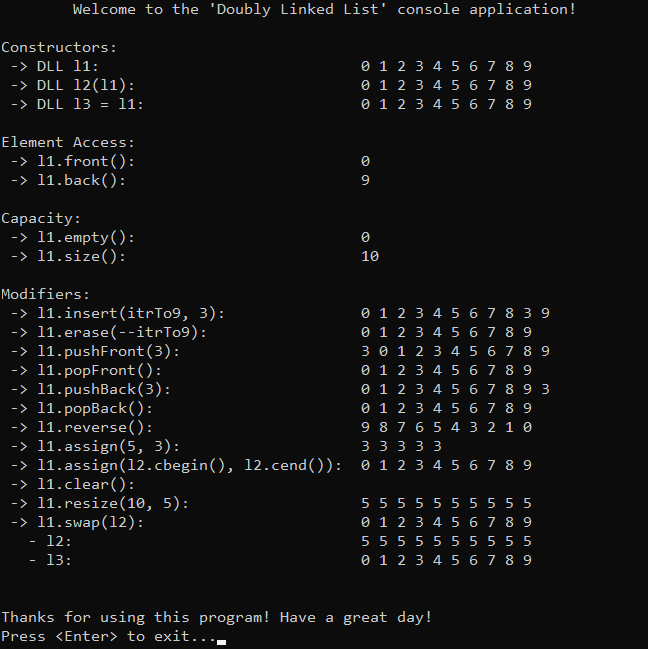 Welcome to the 'Doubly Linked List' console application!
Constructors:
-> DLL l1: 0 1 2 3 4 5 6 7 8 9
-> DLL l2(l1): 0 1 2 3 4 5 6 7 8 9
-> DLL l3 = l1: 0 1 2 3 4 5 6 7 8 9
Element Access:
-> l1.front(): 0
-> l1.back(): 9
Capacity:
-> l1.empty(): 0
-> l1.size(): 10
Modifiers:
-> l1.insert(itrTo9, 3): 0 1 2 3 4 5 6 7 8 3 9
-> l1.erase(--itrTo9): 0 1 2 3 4 5 6 7 8 9
-> l1.pushFront(3): 3 0 1 2 3 4 5 6 7 8 9
-> l1.popFront(): 0 1 2 3 4 5 6 7 8 9
-> l1.pushBack(3): 0 1 2 3 4 5 6 7 8 9 3
-> l1.popBack(): 0 1 2 3 4 5 6 7 8 9
-> l1.reverse(): 9 8 7 6 5 4 3 2 1 0
-> l1.assign(5, 3): 3 3 3 3 3
-> l1.assign(l2.cbegin(), l2.cend()): 0 1 2 3 4 5 6 7 8 9
-> l1.clear():
-> l1.resize(10, 5): 5 5 5 5 5 5 5 5 5 5
-> l1.swap(l2): 0 1 2 3 4 5 6 7 8 9
- l2: 5 5 5 5 5 5 5 5 5 5
- l3: 0 1 2 3 4 5 6 7 8 9
Thanks for using this program! Have a great day!
Press <Enter> to exit...